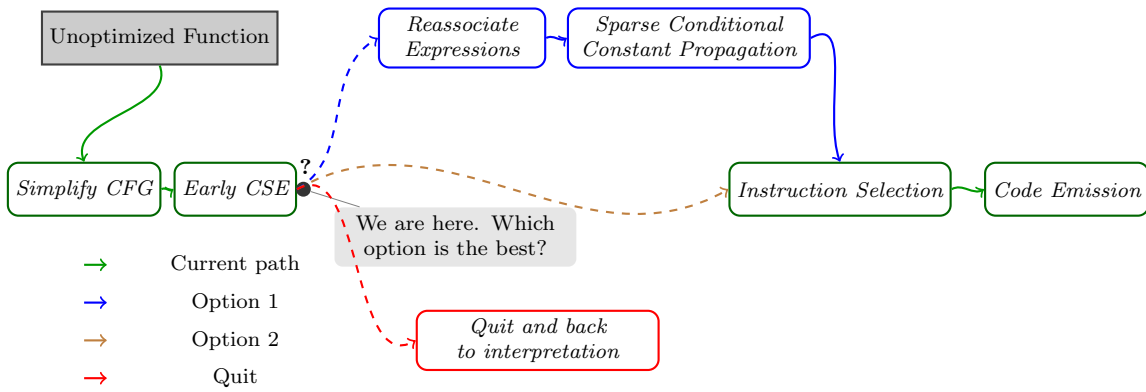 Unoptimized Function
Reassociate
Expressions
Sparse Conditional
Constant Propagation
?
Simplify CFG
Early CSE
Instruction Selection
Code Emission
We are here. Which
option is the best?
Current path
Option 1
Option 2
Quit
Quit and back
to interpretation